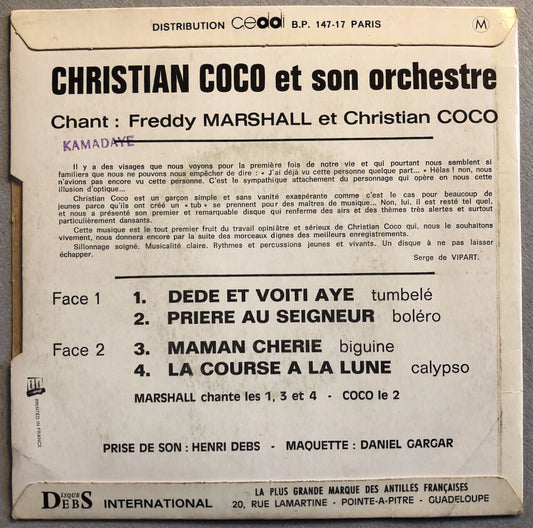 DISTRIBUTION ceddi B.P. 147-17 PARIS M
CHRISTIAN COCO et son orchestre
Chant : Freddy MARSHALL et Christian COCO
KAMADAYE
Il y a des visages que nous voyons pour la première fois de notre vie et qui pourtant nous semblent si
familiers que nous ne pouvons nous empêcher de dire : « J'ai déjà vu cette personne quelque part... » Hélas ! non, nous
n'avions pas encore vu cette personne. C'est le sympathique attachement du personnage qui opère en nous cette
illusion d'optique...
Christian Coco est un garçon simple et sans vanité exaspérante comme c'est le cas pour beaucoup de
jeunes parce qu'ils ont créé un « tub » se prennent pour des maîtres de musique... Non, lui, il est resté tel quel,
et nous a présenté son premier et remarquable disque qui renferme des airs et des thèmes très alertes et surtout
particulièrement dansants.
Cette musique est le tout premier fruit du travail opiniâtre et sérieux de Christian Coco qui, nous le souhaitons
vivement, nous donnera encore par la suite des morceaux dignes des meilleurs enregistrements.
Sillonnage soigné. Musicalité claire. Rythmes et percussions jeunes et vivants. Un disque à ne pas laisser
échapper.
Serge de VIPART.
Face 1 1. DEDE ET VOITI AYE tumbelé
2. PRIERE AU SEIGNEUR boléro
Face 2 3. MAMAN CHERIE biguine
4. LA COURSE A LA LUNE calypso
MARSHALL chante les 1, 3 et 4 - COCO le 2
PRINTED IN FRANCE
PRISE DE SON : HENRI DEBS - MAQUETTE : DANIEL GARGAR
DISQUE DEBS INTERNATIONAL
LA PLUS GRANDE MARQUE DES ANTILLES FRANÇAISES
20, RUE LAMARTINE - POINTE-A-PITRE - GUADELOUPE